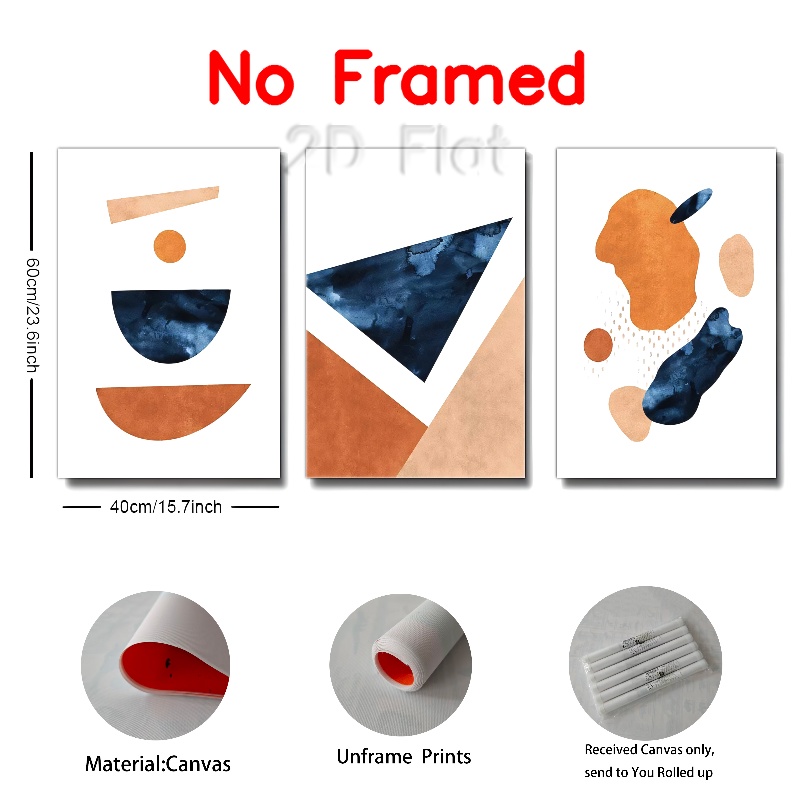 No Framed
2D Flat
60cm/23.6inch
40cm/15.7inch
Material:Canvas
Unframe Prints
Received Canvas only,
send to You Rolled up